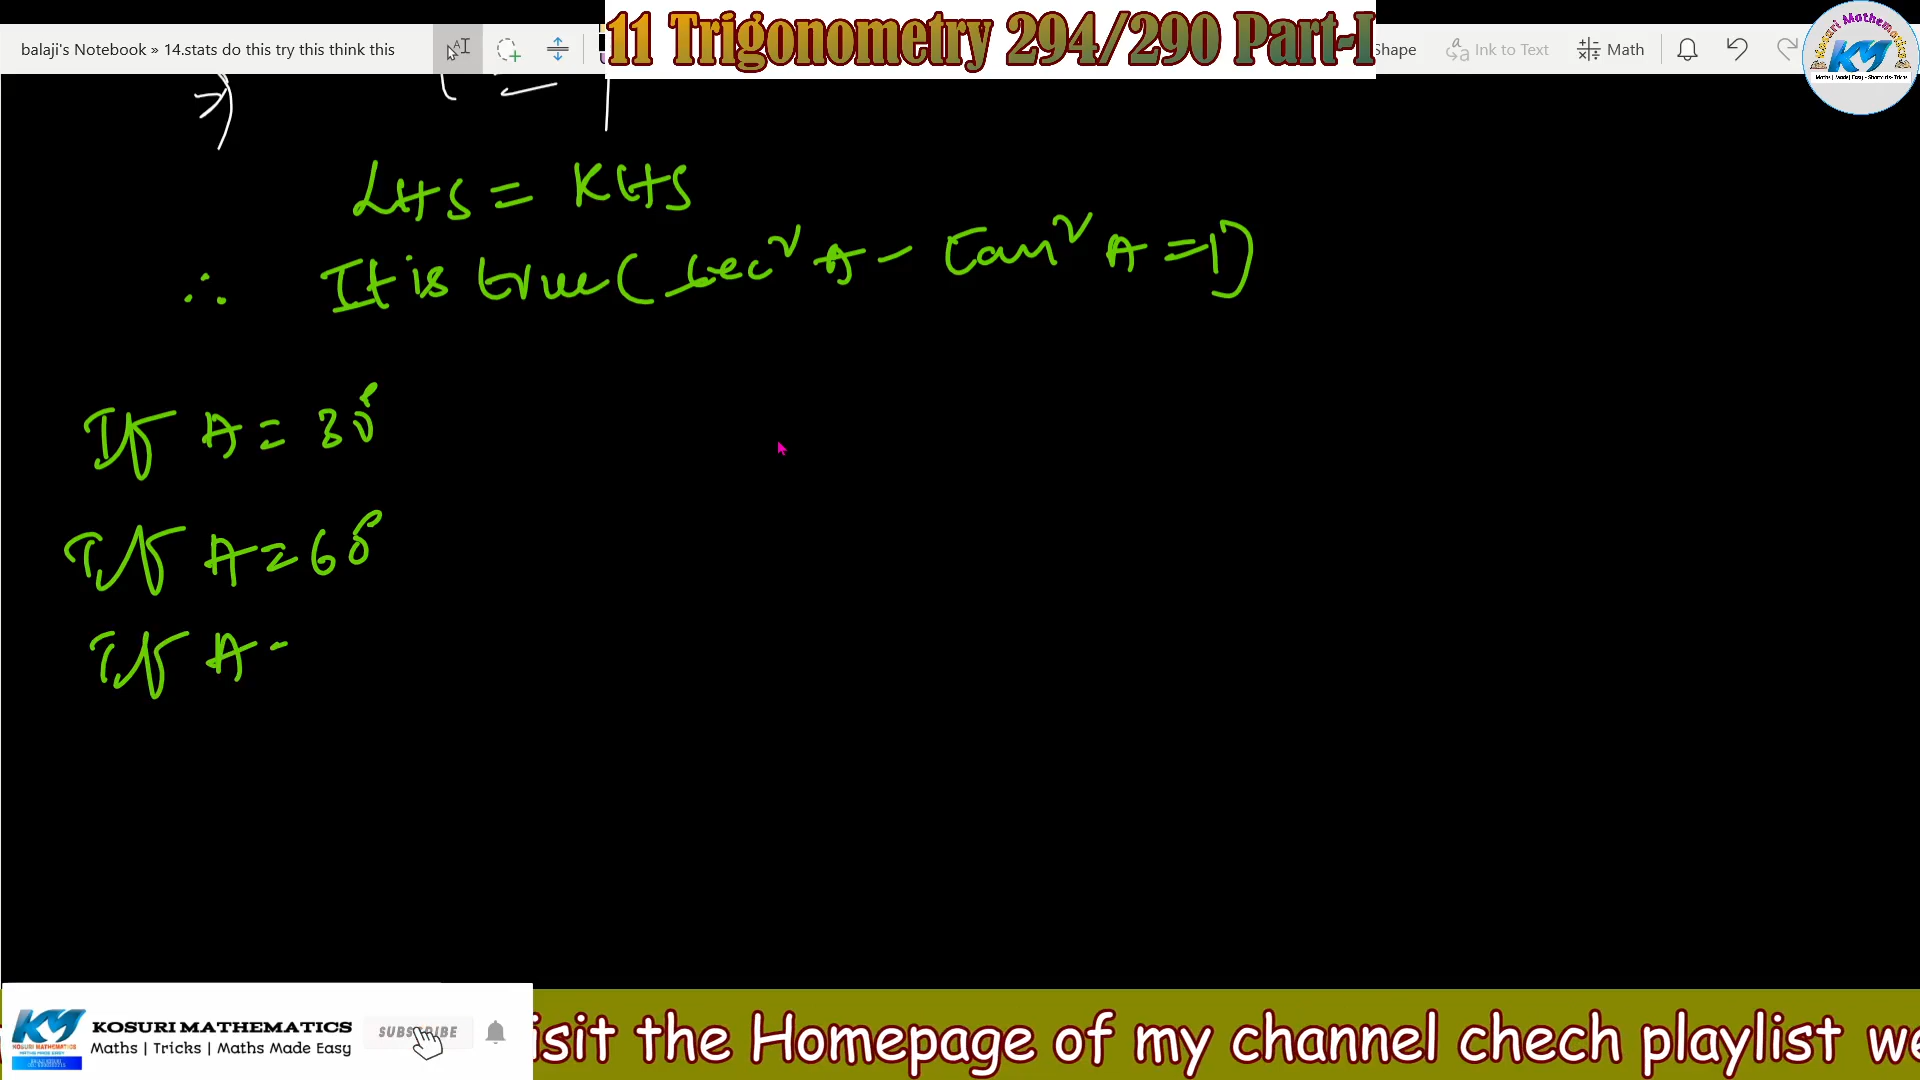 balaji's Notebook » 14.stats do this try this think this
11 Trigonometry 294/290 Part-I
Shape
Ink to Text
Math
LHS = RHS
∴ It is true (sec² A - tan² A = 1)
If A = 30°
If A = 60°
If A -
KOSURI MATHEMATICS
Maths | Tricks | Maths Made Easy
SUBSCRIBE
isit the Homepage of my channel chech playlist we